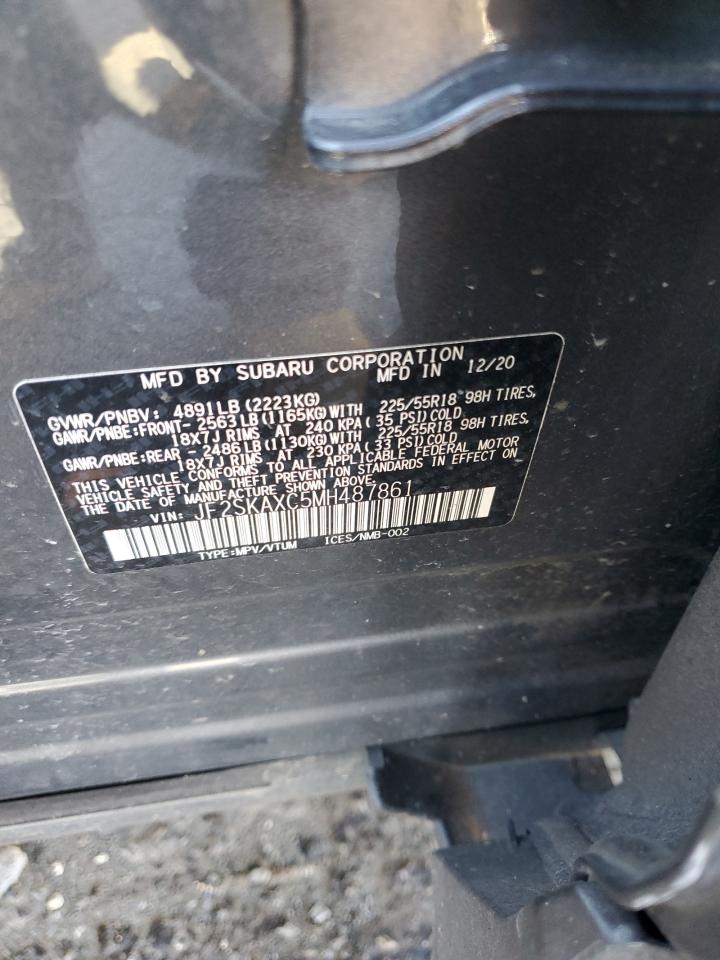 MFD BY SUBARU CORPORATION
MFD IN 12/20
GVWR/PNBV: 4891LB(2223KG)
GAWR/PNBE:FRONT-2563LB(1165KG)WITH 225/55R18 98H TIRES,
18X7J RIMS AT 240 KPA(35 PSI)COLD
GAWR/PNBE:REAR -2486LB(1130KG)WITH 225/55R18 98H TIRES,
18X7J RIMS AT 230 KPA(33 PSI)COLD
THIS VEHICLE CONFORMS TO ALL APPLICABLE FEDERAL MOTOR
VEHICLE SAFETY AND THEFT PREVENTION STANDARDS IN EFFECT ON
THE DATE OF MANUFACTURE SHOWN ABOVE.
VIN: JF2SKAXC5MH487861
TYPE:MPV/VTUM ICES/NMB-002